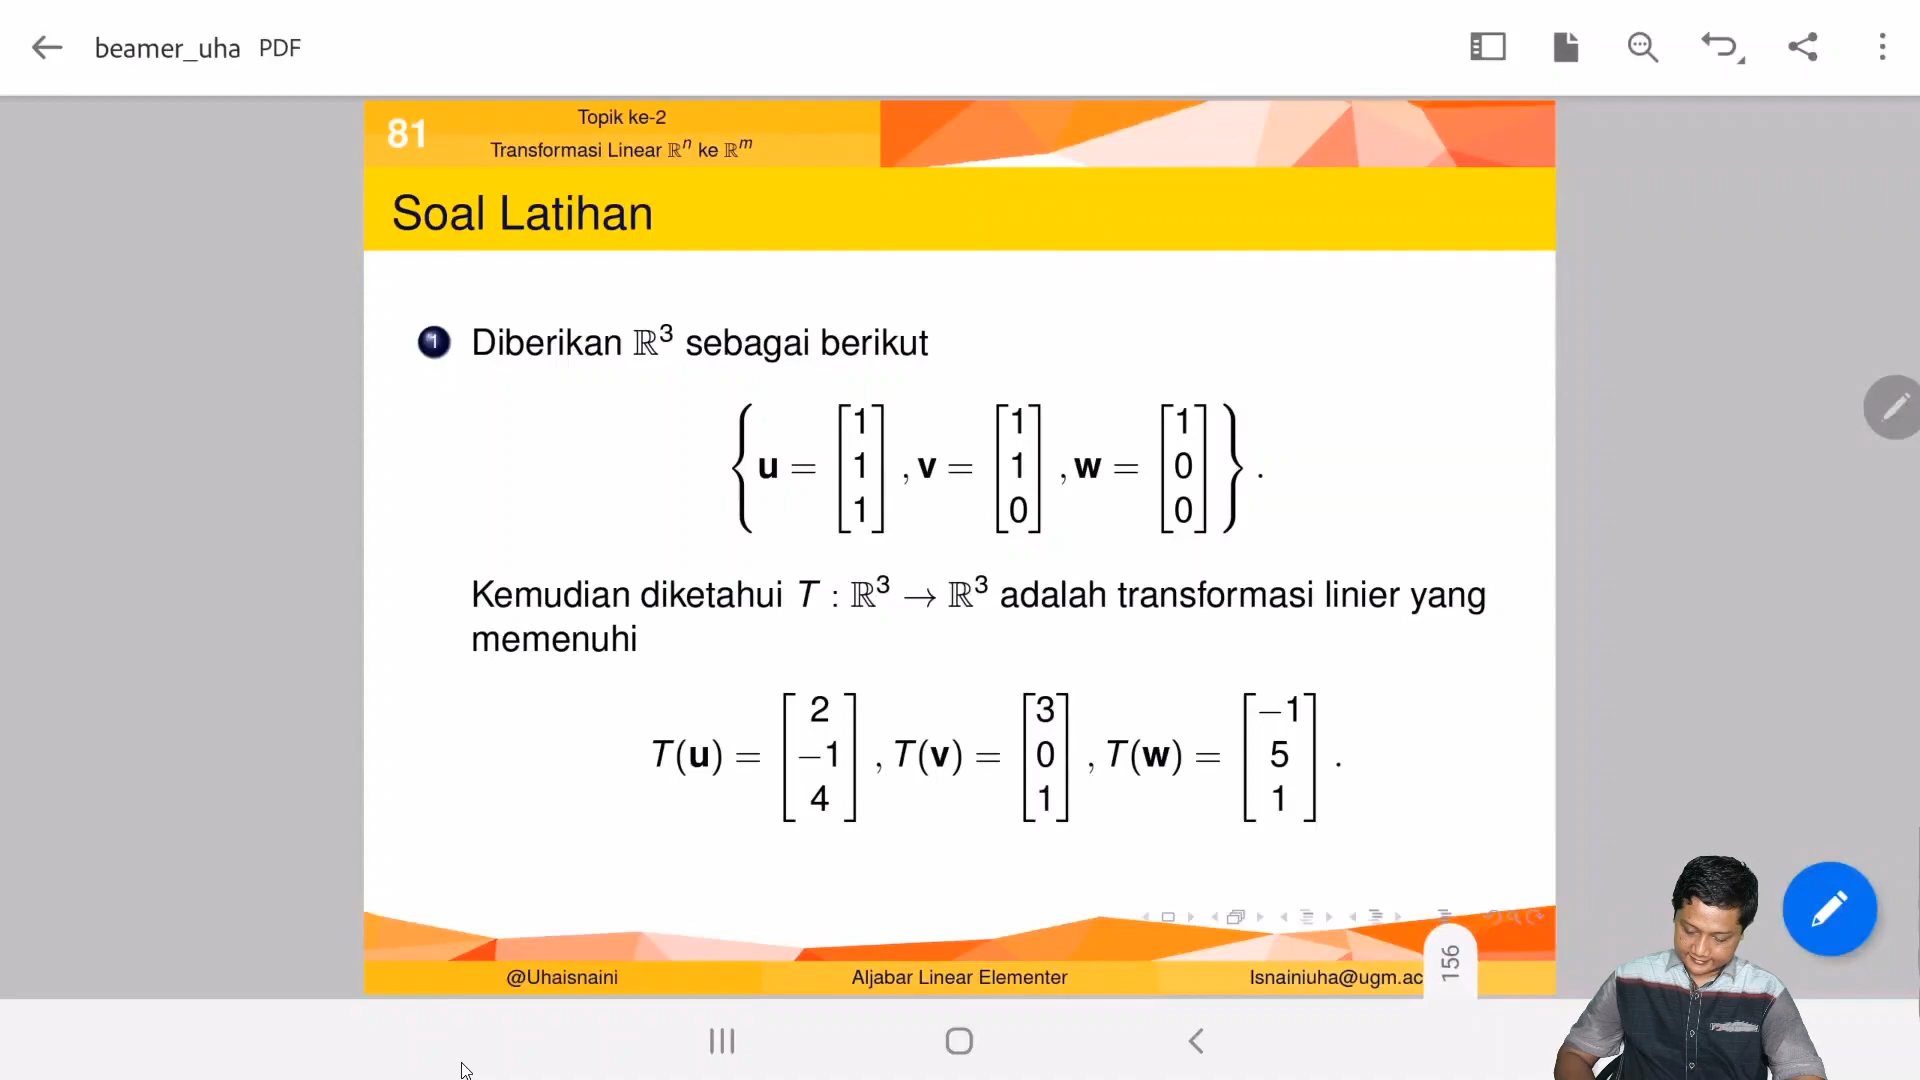 beamer_uha PDF
81
Topik ke-2
Transformasi Linear ℝⁿ ke ℝᵐ
Soal Latihan
1 Diberikan ℝ³ sebagai berikut
{ u = [1 1 1], v = [1 1 0], w = [1 0 0] }.
Kemudian diketahui T : ℝ³ → ℝ³ adalah transformasi linier yang
memenuhi
T(u) = [2 −1 4], T(v) = [3 0 1], T(w) = [−1 5 1].
@Uhaisnaini
Aljabar Linear Elementer
Isnainiuha@ugm.ac
156